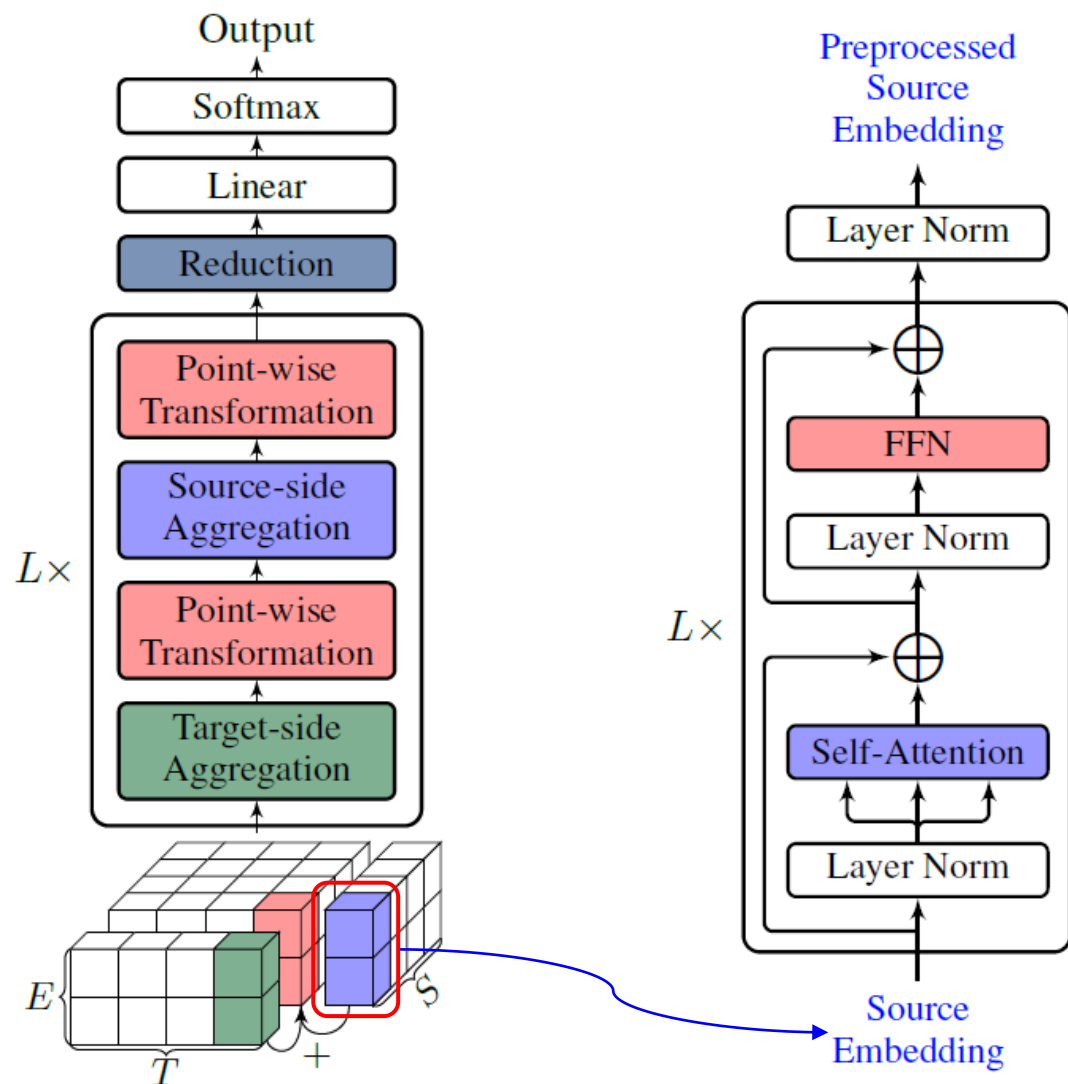 Output
Softmax
Linear
Reduction
Point-wise
Transformation
Source-side
Aggregation
L×
Point-wise
Transformation
Target-side
Aggregation
E
T
+
S
Preprocessed
Source
Embedding
Layer Norm
FFN
Layer Norm
L×
Self-Attention
Layer Norm
Source
Embedding